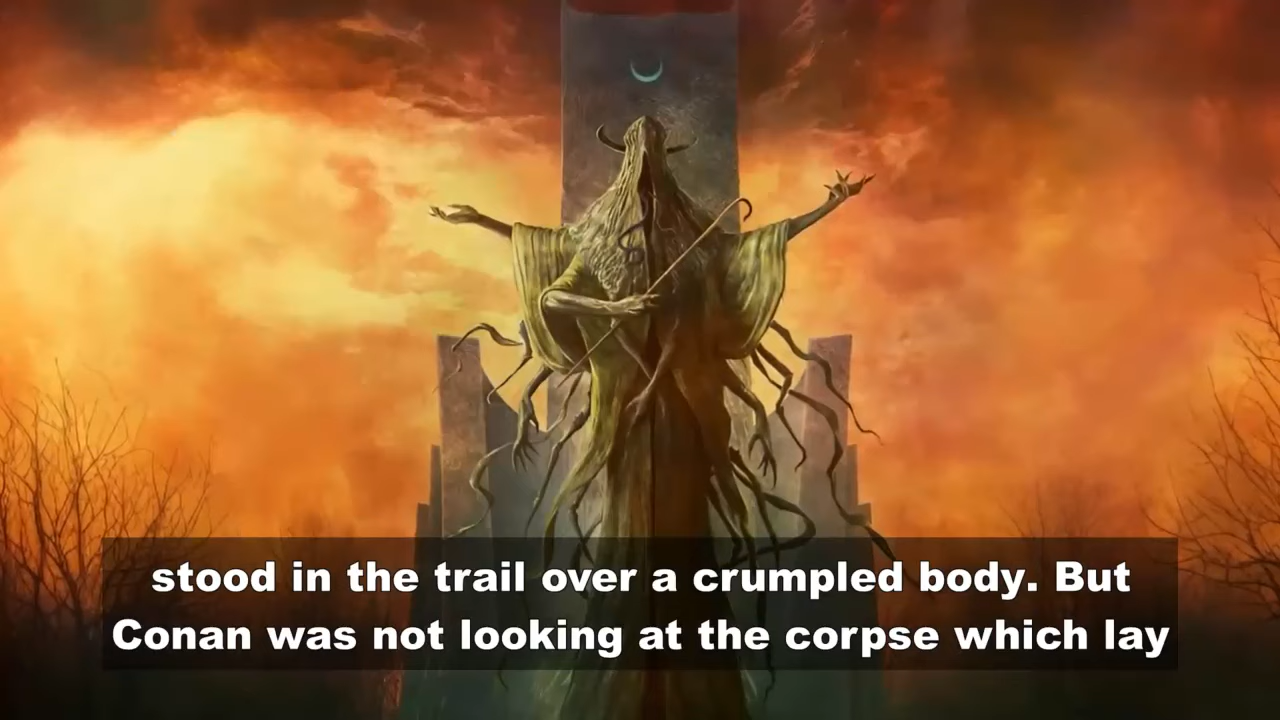 stood in the trail over a crumpled body. But
Conan was not looking at the corpse which lay